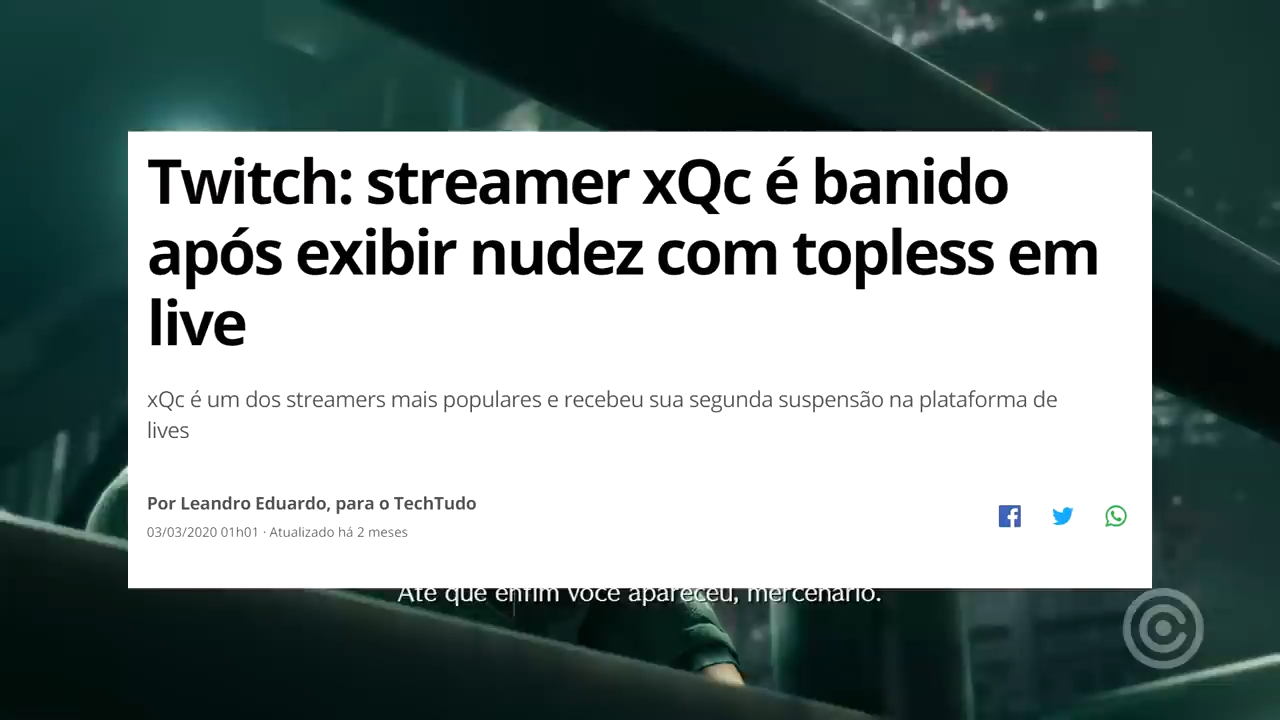 Twitch: streamer xQc é banido
após exibir nudez com topless em
live
xQc é um dos streamers mais populares e recebeu sua segunda suspensão na plataforma de
lives
Por Leandro Eduardo, para o TechTudo
03/03/2020 01h01 · Atualizado há 2 meses
Até que enfim você apareceu, mercenário.